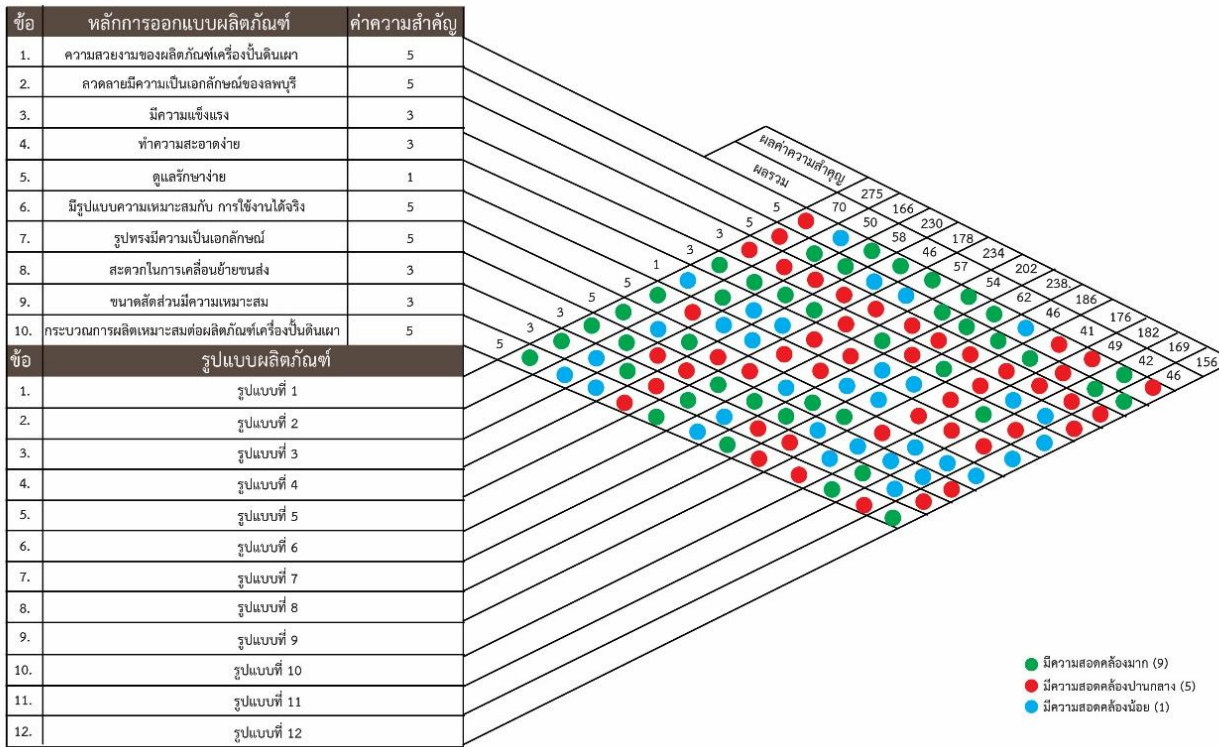 ข้อ หลักการออกแบบผลิตภัณฑ์ ค่าความสำคัญ
1. ความสวยงามของผลิตภัณฑ์เครื่องปั้นดินเผา 5
2. ลวดลายมีความเป็นเอกลักษณ์ของลพบุรี 5
3. มีความแข็งแรง 3
4. ทำความสะอาดง่าย 3
5. ดูแลรักษาง่าย 1
6. มีรูปแบบความเหมาะสมกับ การใช้งานได้จริง 5
7. รูปทรงมีความเป็นเอกลักษณ์ 5
8. สะดวกในการเคลื่อนย้ายขนส่ง 3
9. ขนาดสัดส่วนมีความเหมาะสม 3
10. กระบวนการผลิตเหมาะสมต่อผลิตภัณฑ์เครื่องปั้นดินเผา 5
ข้อ รูปแบบผลิตภัณฑ์
1. รูปแบบที่ 1
2. รูปแบบที่ 2
3. รูปแบบที่ 3
4. รูปแบบที่ 4
5. รูปแบบที่ 5
6. รูปแบบที่ 6
7. รูปแบบที่ 7
8. รูปแบบที่ 8
9. รูปแบบที่ 9
10. รูปแบบที่ 10
11. รูปแบบที่ 11
12. รูปแบบที่ 12
ผลค่าความสำคุญ 275 166 230 178 234 202 238. 186 176 182 169 156
ผลรวม 70 50 58 46 57 54 62 46 41 49 42 46
5 5 3 3 1 5 5 3 3 5
มีความสอดคล้องมาก (9)
มีความสอดคล้องปานกลาง (5)
มีความสอดคล้องน้อย (1)